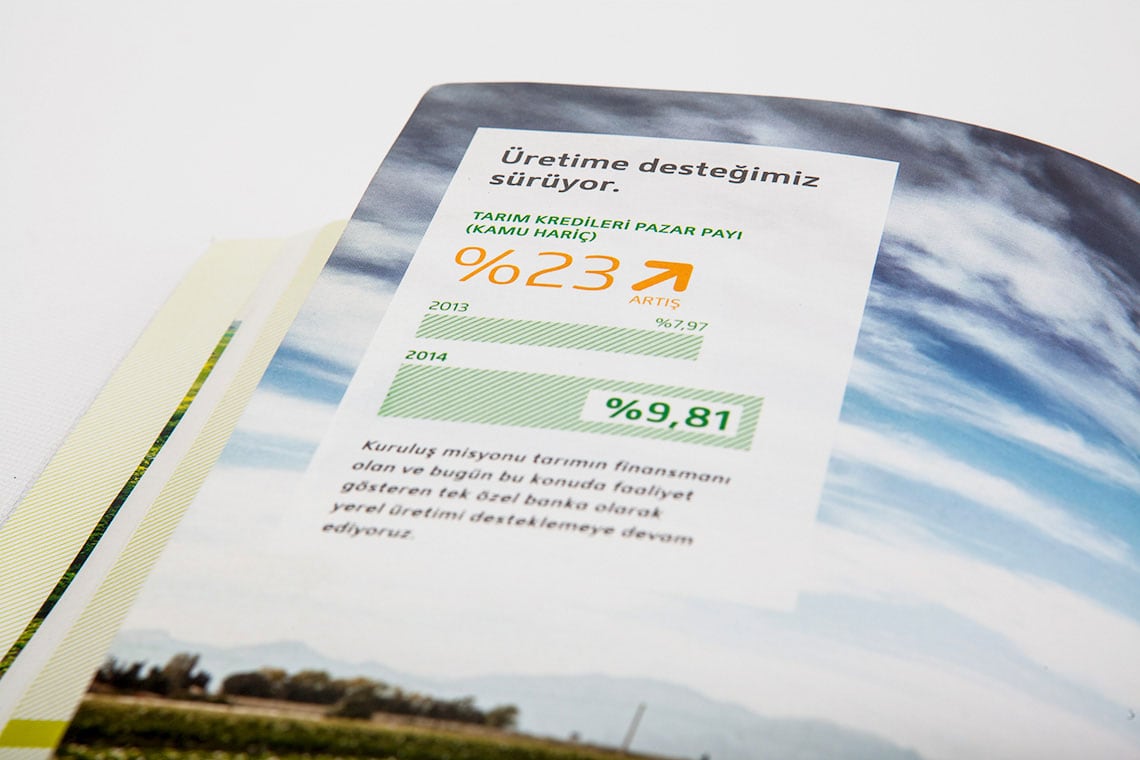 Üretime desteğimiz
sürüyor.
TARIM KREDİLERİ PAZAR PAYI
(KAMU HARİÇ)
%23
ARTIŞ
2013
%7,97
2014
%9,81
Kuruluş misyonu tarımın finansmanı
olan ve bugün bu konuda faaliyet
gösteren tek özel banka olarak
yerel üretimi desteklemeye devam
ediyoruz.